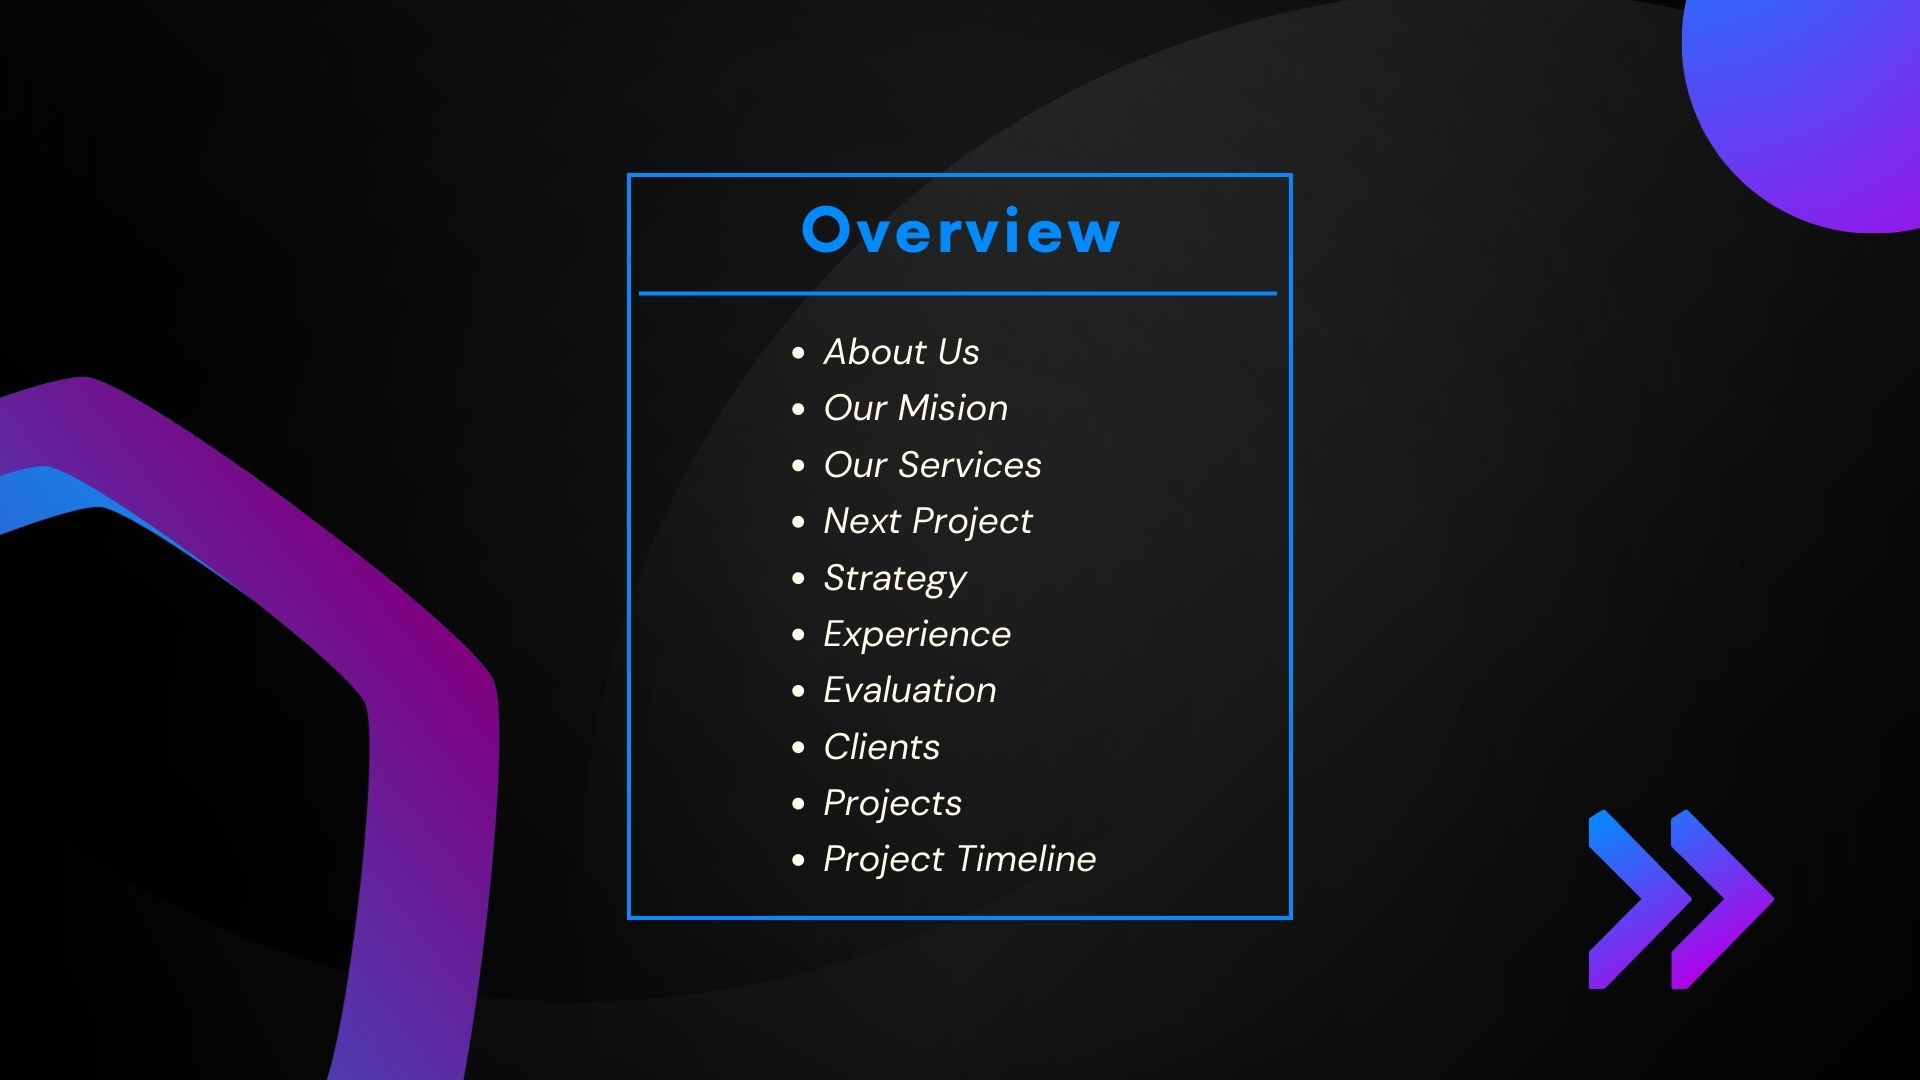 Overview
• About Us
• Our Mision
• Our Services
• Next Project
• Strategy
• Experience
• Evaluation
• Clients
• Projects
• Project Timeline